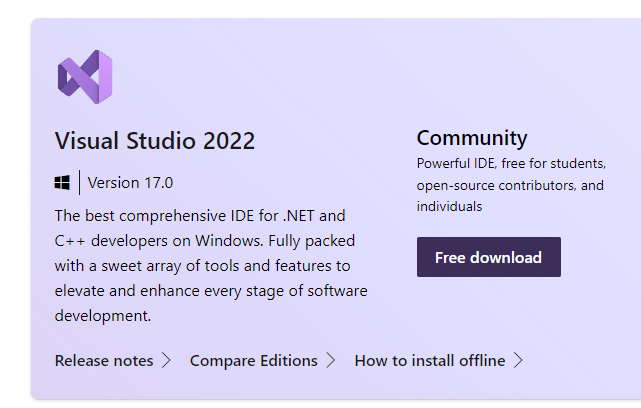 Visual Studio 2022
Version 17.0
The best comprehensive IDE for .NET and
C++ developers on Windows. Fully packed
with a sweet array of tools and features to
elevate and enhance every stage of software
development.
Community
Powerful IDE, free for students,
open-source contributors, and
individuals
Free download
Release notes
Compare Editions
How to install offline